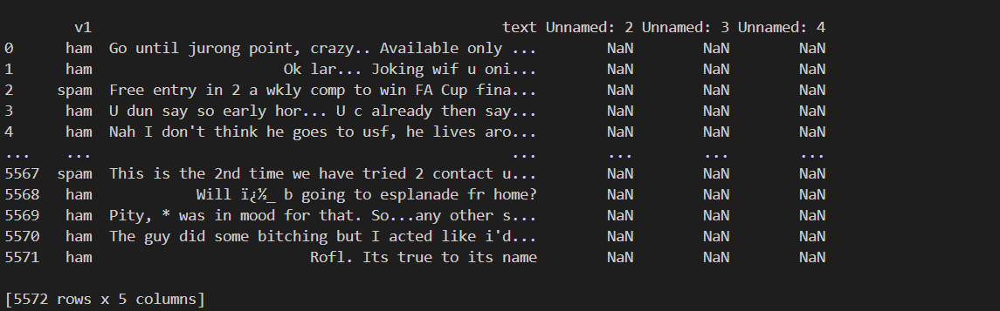 v1 text Unnamed: 2 Unnamed: 3 Unnamed: 4
0 ham Go until jurong point, crazy.. Available only ... NaN NaN NaN
1 ham Ok lar... Joking wif u oni... NaN NaN NaN
2 spam Free entry in 2 a wkly comp to win FA Cup fina... NaN NaN NaN
3 ham U dun say so early hor... U c already then say... NaN NaN NaN
4 ham Nah I don't think he goes to usf, he lives aro... NaN NaN NaN
... ... ... ... ... ...
5567 spam This is the 2nd time we have tried 2 contact u... NaN NaN NaN
5568 ham Will ï¿½_ b going to esplanade fr home? NaN NaN NaN
5569 ham Pity, * was in mood for that. So...any other s... NaN NaN NaN
5570 ham The guy did some bitching but I acted like i'd... NaN NaN NaN
5571 ham Rofl. Its true to its name NaN NaN NaN
[5572 rows x 5 columns]